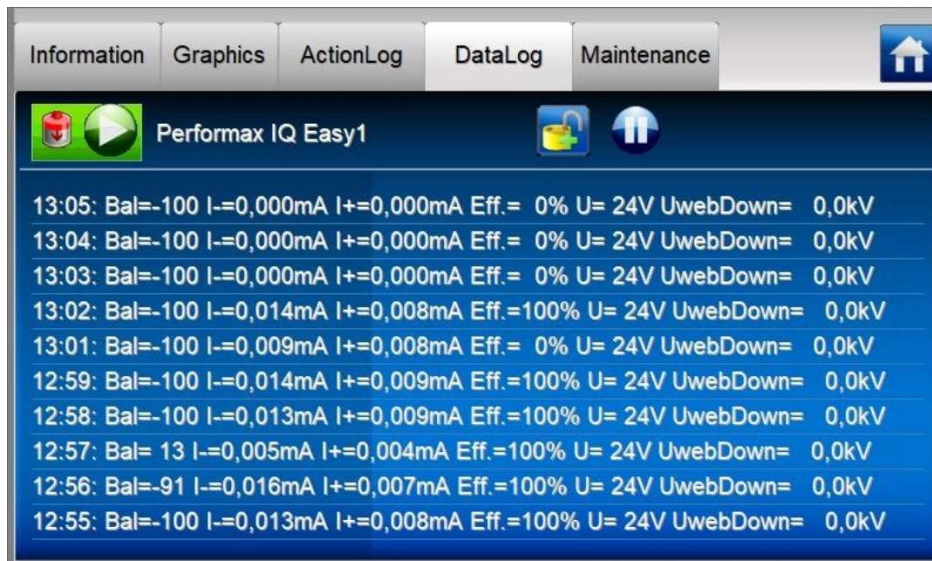 Information Graphics ActionLog DataLog Maintenance
Performax IQ Easy1
13:05: Bal=-100 I-=0,000mA I+=0,000mA Eff.= 0% U= 24V UwebDown= 0,0kV
13:04: Bal=-100 I-=0,000mA I+=0,000mA Eff.= 0% U= 24V UwebDown= 0,0kV
13:03: Bal=-100 I-=0,000mA I+=0,000mA Eff.= 0% U= 24V UwebDown= 0,0kV
13:02: Bal=-100 I-=0,014mA I+=0,008mA Eff.=100% U= 24V UwebDown= 0,0kV
13:01: Bal=-100 I-=0,009mA I+=0,008mA Eff.= 0% U= 24V UwebDown= 0,0kV
12:59: Bal=-100 I-=0,014mA I+=0,009mA Eff.=100% U= 24V UwebDown= 0,0kV
12:58: Bal=-100 I-=0,013mA I+=0,009mA Eff.=100% U= 24V UwebDown= 0,0kV
12:57: Bal= 13 I-=0,005mA I+=0,004mA Eff.=100% U= 24V UwebDown= 0,0kV
12:56: Bal=-91 I-=0,016mA I+=0,007mA Eff.=100% U= 24V UwebDown= 0,0kV
12:55: Bal=-100 I-=0,013mA I+=0,008mA Eff.=100% U= 24V UwebDown= 0,0kV